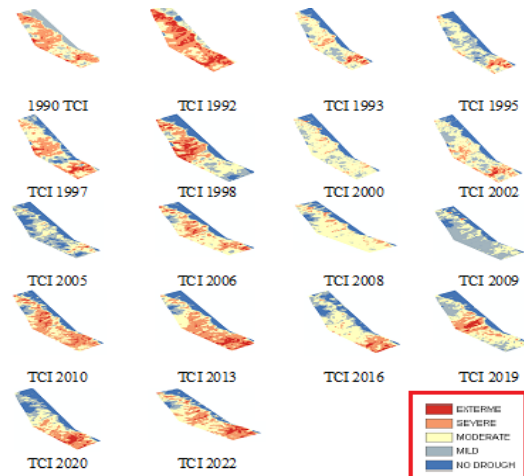 1990 TCI TCI 1992 TCI 1993 TCI 1995
TCI 1997 TCI 1998 TCI 2000 TCI 2002
TCI 2005 TCI 2006 TCI 2008 TCI 2009
TCI 2010 TCI 2013 TCI 2016 TCI 2019
TCI 2020 TCI 2022
EXTERME
SEVERE
MODERATE
MILD
NO DROUGH